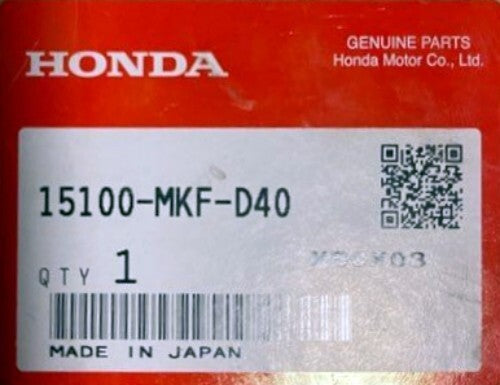 HONDA
GENUINE PARTS
Honda Motor Co., Ltd.
15100-MKF-D40
QTY 1
MADE IN JAPAN